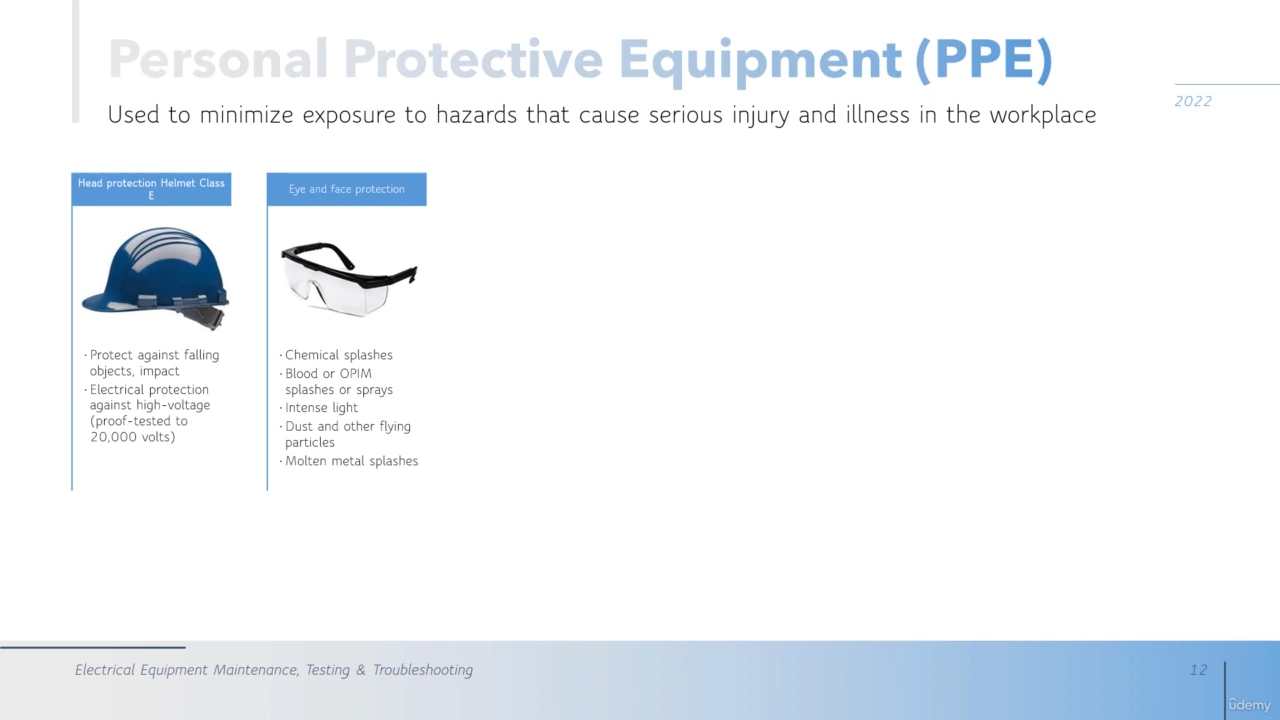 Personal Protective Equipment (PPE)
Used to minimize exposure to hazards that cause serious injury and illness in the workplace
2022
Head protection Helmet Class
E
· Protect against falling
objects, impact
· Electrical protection
against high-voltage
(proof-tested to
20,000 volts)
Eye and face protection
· Chemical splashes
· Blood or OPIM
splashes or sprays
· Intense light
· Dust and other flying
particles
· Molten metal splashes
Electrical Equipment Maintenance, Testing & Troubleshooting
12
ûdemy